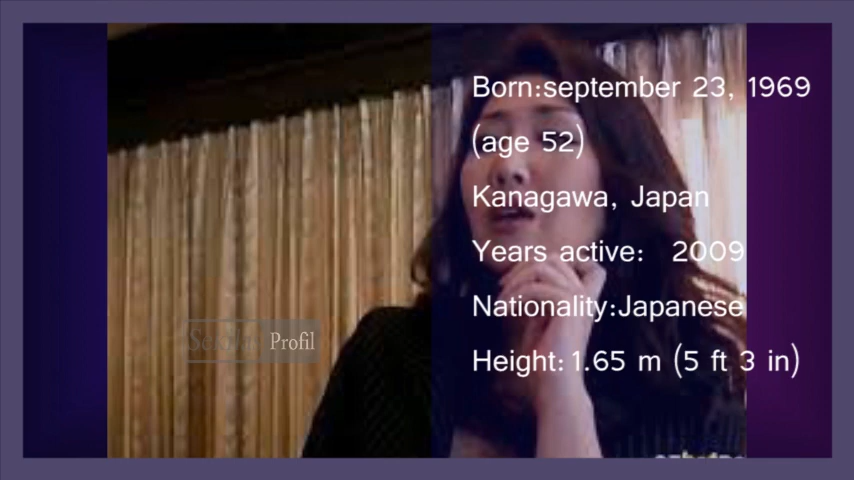 Born:september 23, 1969
(age 52)
Kanagawa, Japan
Years active: 2009
Nationality:Japanese
Height: 1.65 m (5 ft 3 in)
Profil